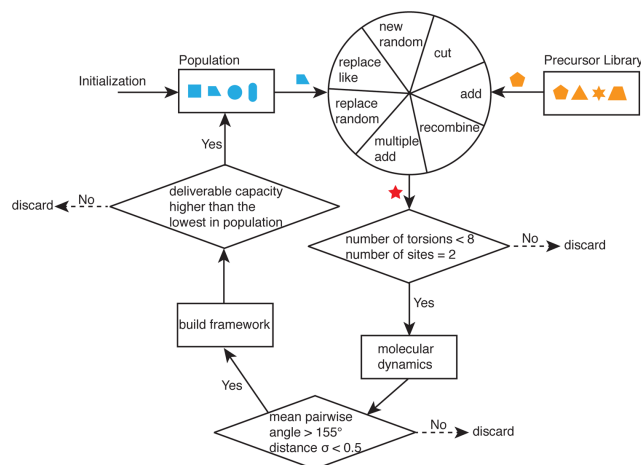 Population
Initialization
new
random
cut
replace
like
add
replace
random
recombine
multiple
add
Precursor Library
Yes
deliverable capacity
higher than the
lowest in population
No
discard
number of torsions < 8
number of sites = 2
No
discard
Yes
build framework
molecular
dynamics
Yes
mean pairwise
angle > 155°
distance σ < 0.5
No
discard